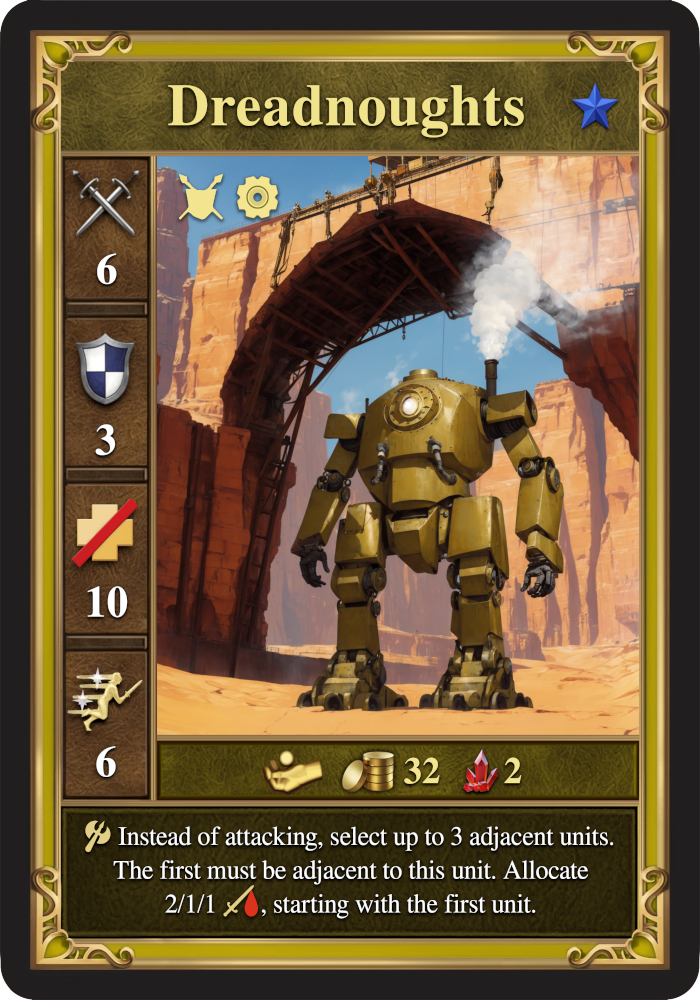 Dreadnoughts
6
3
10
6
32 2
Instead of attacking, select up to 3 adjacent units.
The first must be adjacent to this unit. Allocate
2/1/1 , starting with the first unit.